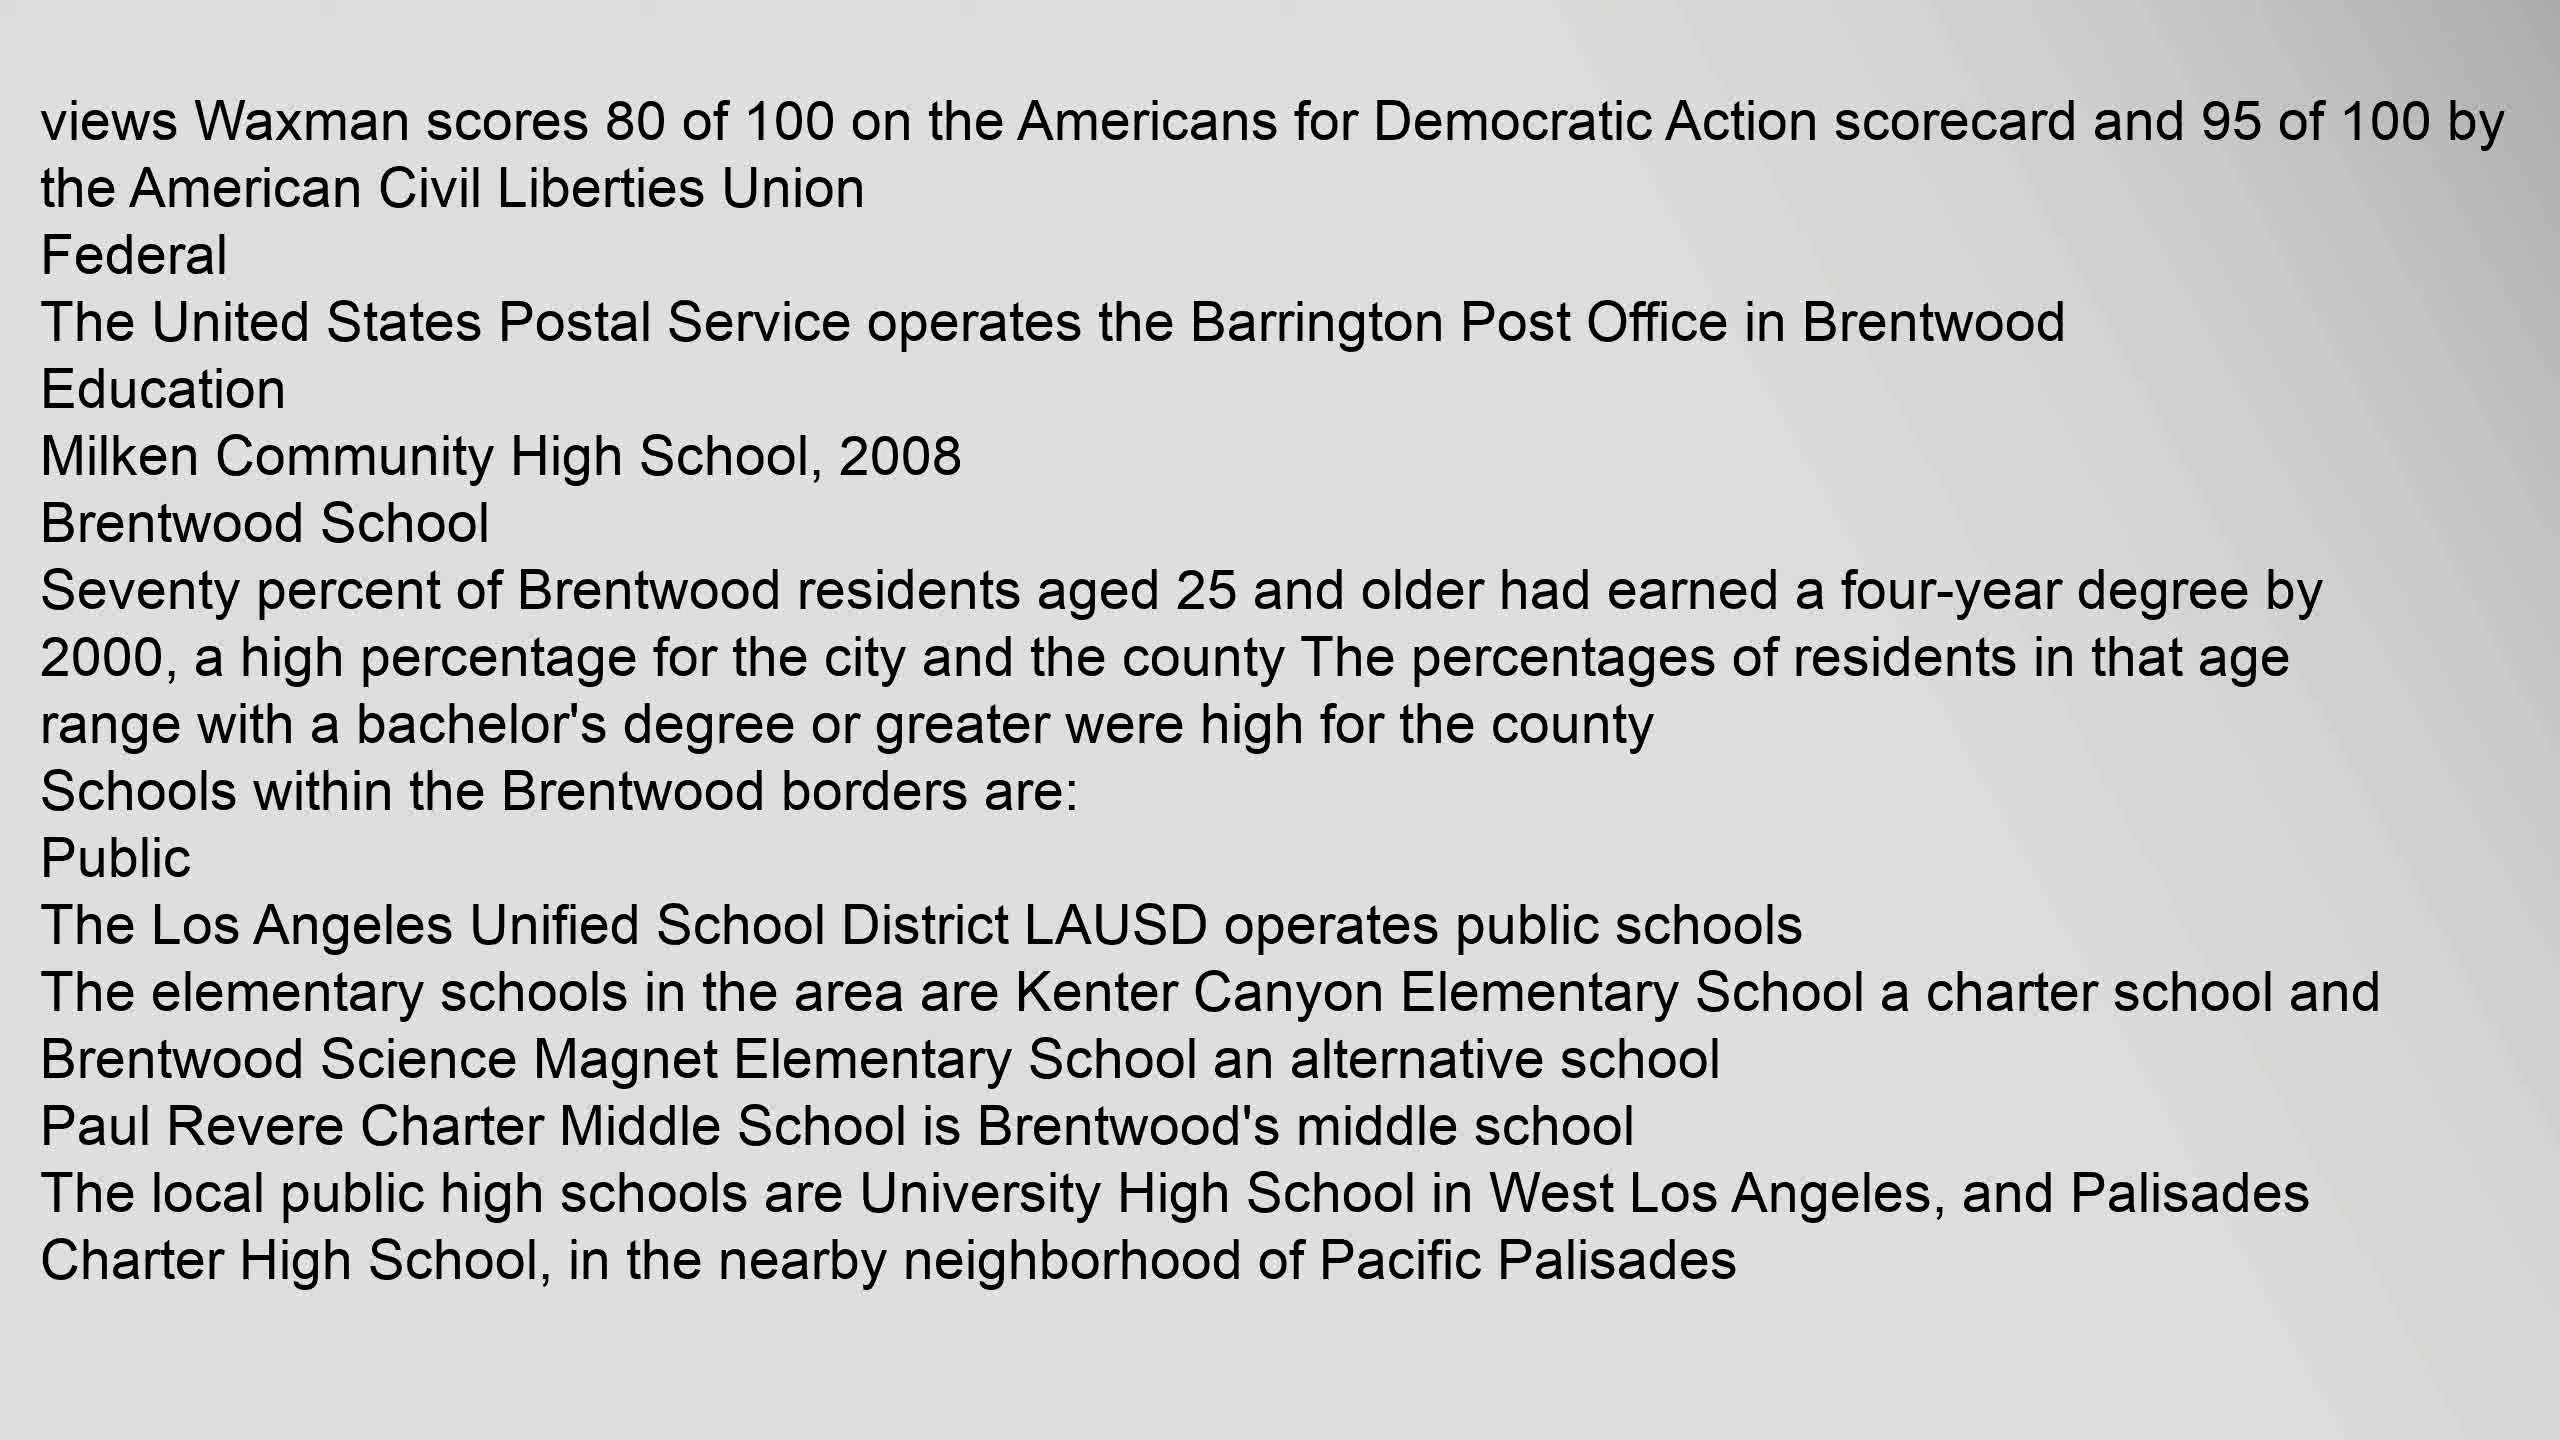 views Waxman scores 80 of 100 on the Americans for Democratic Action scorecard and 95 of 100 by
the American Civil Liberties Union
Federal
The United States Postal Service operates the Barrington Post Office in Brentwood
Education
Milken Community High School, 2008
Brentwood School
Seventy percent of Brentwood residents aged 25 and older had earned a four-year degree by
2000, a high percentage for the city and the county The percentages of residents in that age
range with a bachelor's degree or greater were high for the county
Schools within the Brentwood borders are:
Public
The Los Angeles Unified School District LAUSD operates public schools
The elementary schools in the area are Kenter Canyon Elementary School a charter school and
Brentwood Science Magnet Elementary School an alternative school
Paul Revere Charter Middle School is Brentwood's middle school
The local public high schools are University High School in West Los Angeles, and Palisades
Charter High School, in the nearby neighborhood of Pacific Palisades